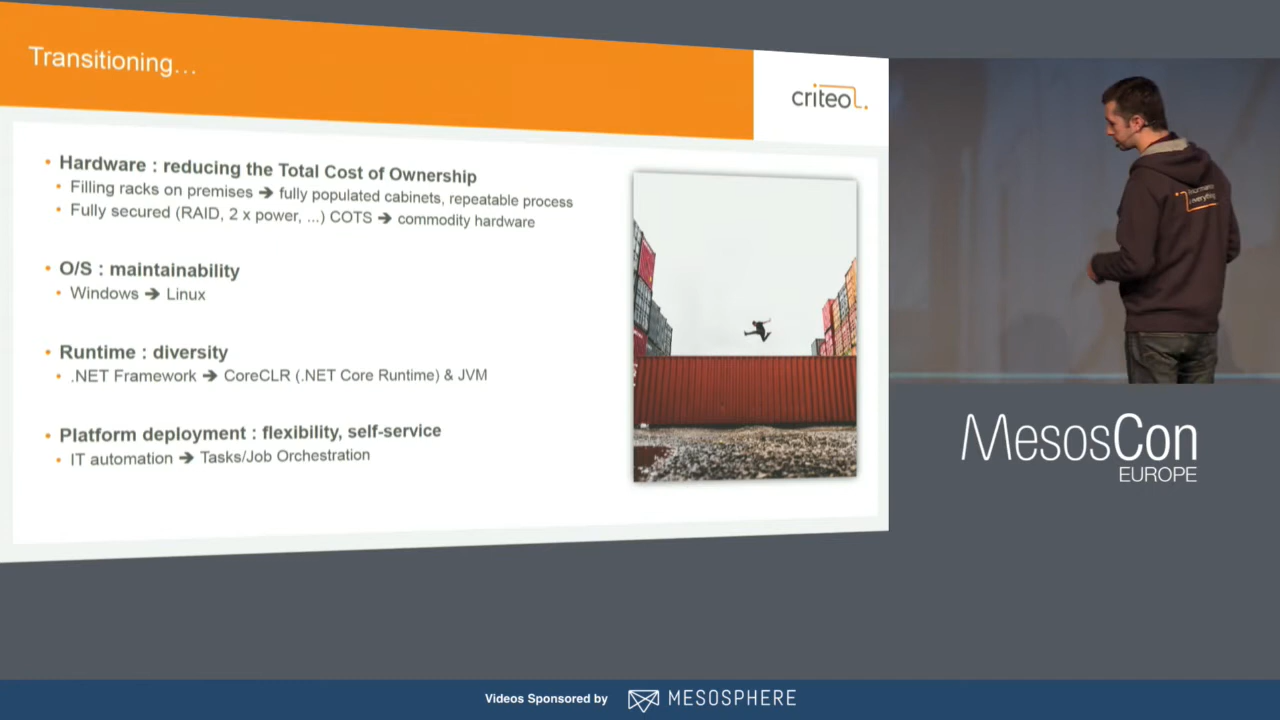 Transitioning…
criteo
• Hardware : reducing the Total Cost of Ownership
• Filling racks on premises ➔ fully populated cabinets, repeatable process
• Fully secured (RAID, 2 x power, ...) COTS ➔ commodity hardware
• O/S : maintainability
• Windows ➔ Linux
• Runtime : diversity
• .NET Framework ➔ CoreCLR (.NET Core Runtime) & JVM
• Platform deployment : flexibility, self-service
• IT automation ➔ Tasks/Job Orchestration
everything
MesosCon
EUROPE
Videos Sponsored by MESOSPHERE